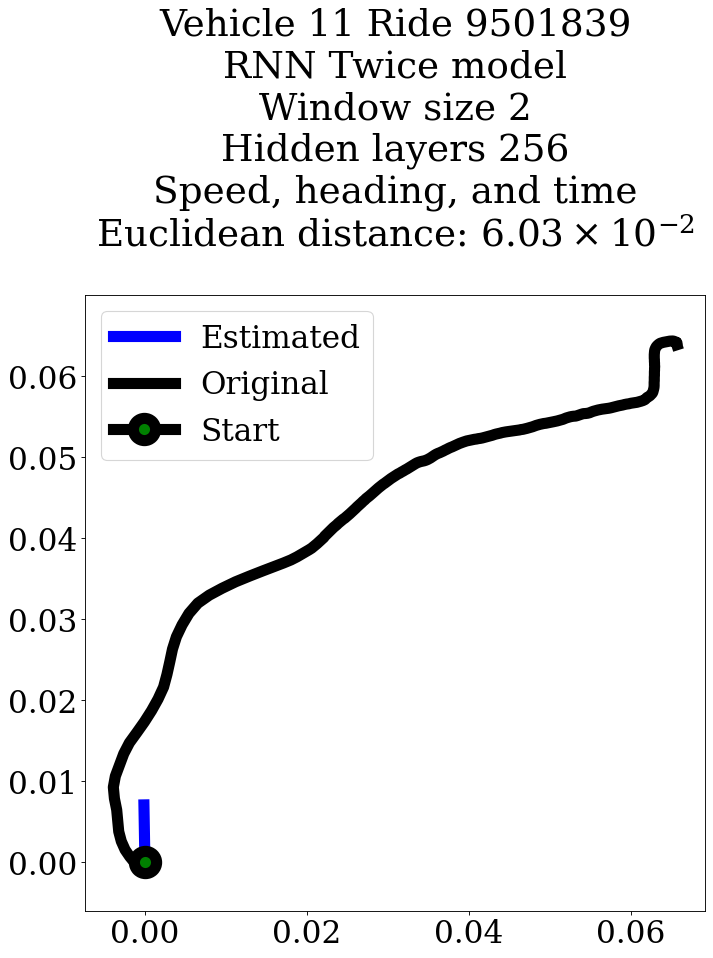 Vehicle 11 Ride 9501839
RNN Twice model
Window size 2
Hidden layers 256
Speed, heading, and time
Euclidean distance: 6.03 × 10⁻²
Estimated
Original
Start
0.06
0.05
0.04
0.03
0.02
0.01
0.00
0.00 0.02 0.04 0.06